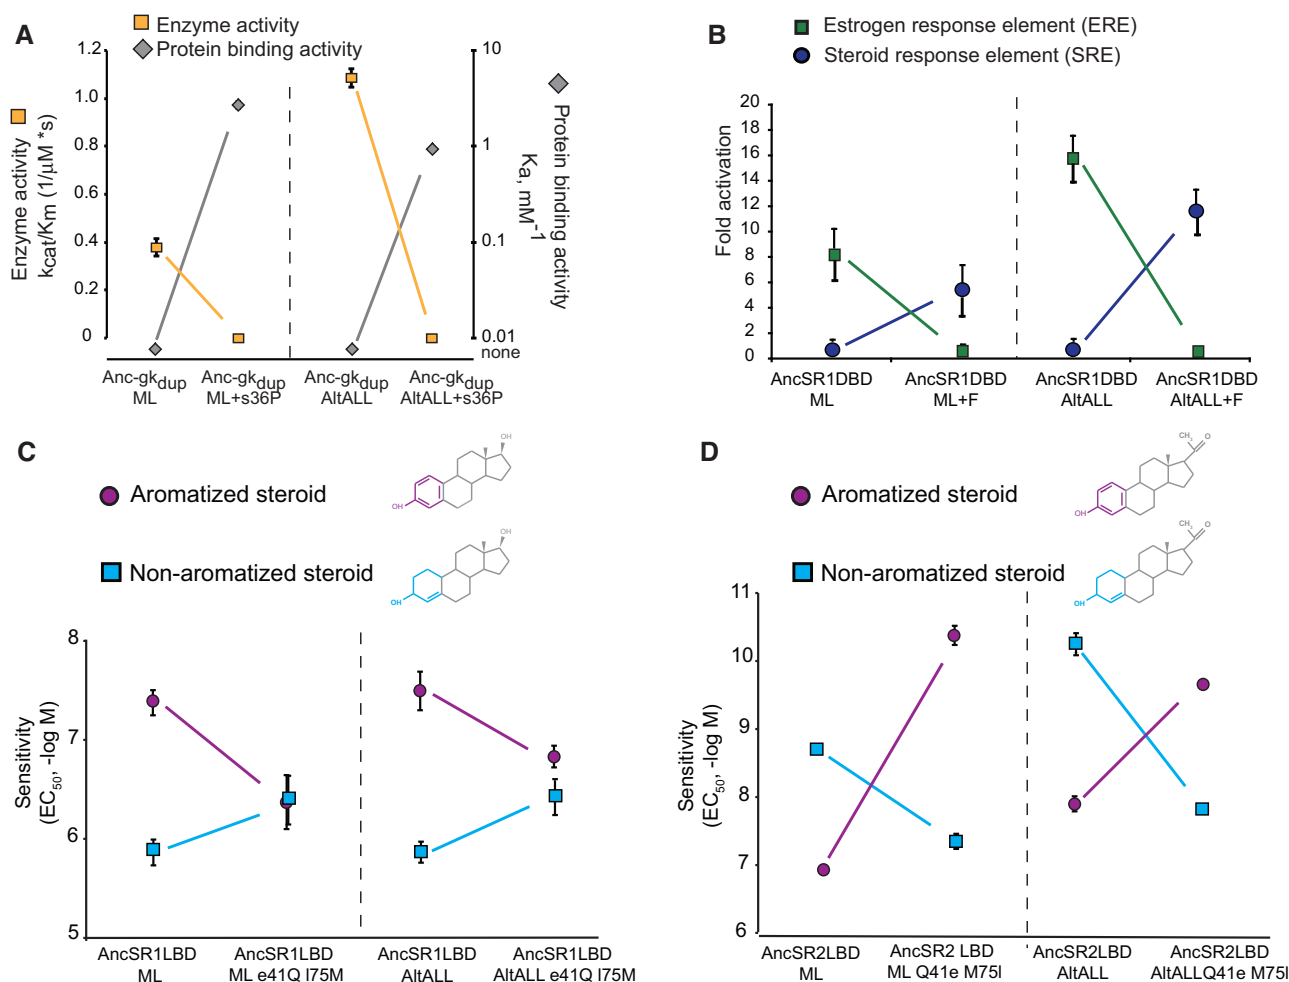 A
Enzyme activity
Protein binding activity
1.2
1.0
0.8
0.6
0.4
0.2
0
10
1
0.1
0.01
none
Enzyme activity
kcat/Km (1/µM *s)
Protein binding activity
Ka, mM-1
Anc-gkdup
ML
Anc-gkdup
ML+s36P
Anc-gkdup
AltALL
Anc-gkdup
AltALL+s36P
B
Estrogen response element (ERE)
Steroid response element (SRE)
Fold activation
20
18
16
14
12
10
8
6
4
2
0
AncSR1DBD
ML
AncSR1DBD
ML+F
AncSR1DBD
AltALL
AncSR1DBD
AltALL+F
C
Aromatized steroid
OH
OH
Non-aromatized steroid
OH
OH
Sensitivity
(EC50, -log M)
8
7
6
5
AncSR1LBD
ML
AncSR1LBD
ML e41Q l75M
AncSR1LBD
AltALL
AncSR1LBD
AltALL e41Q l75M
D
Aromatized steroid
CH3
O
OH
Non-aromatized steroid
CH3
O
OH
Sensitivity
(EC50, -log M)
11
10
9
8
7
6
AncSR2LBD
ML
AncSR2 LBD
ML Q41e M75l
AncSR2LBD
AltALL
AncSR2LBD
AltALLQ41e M75l